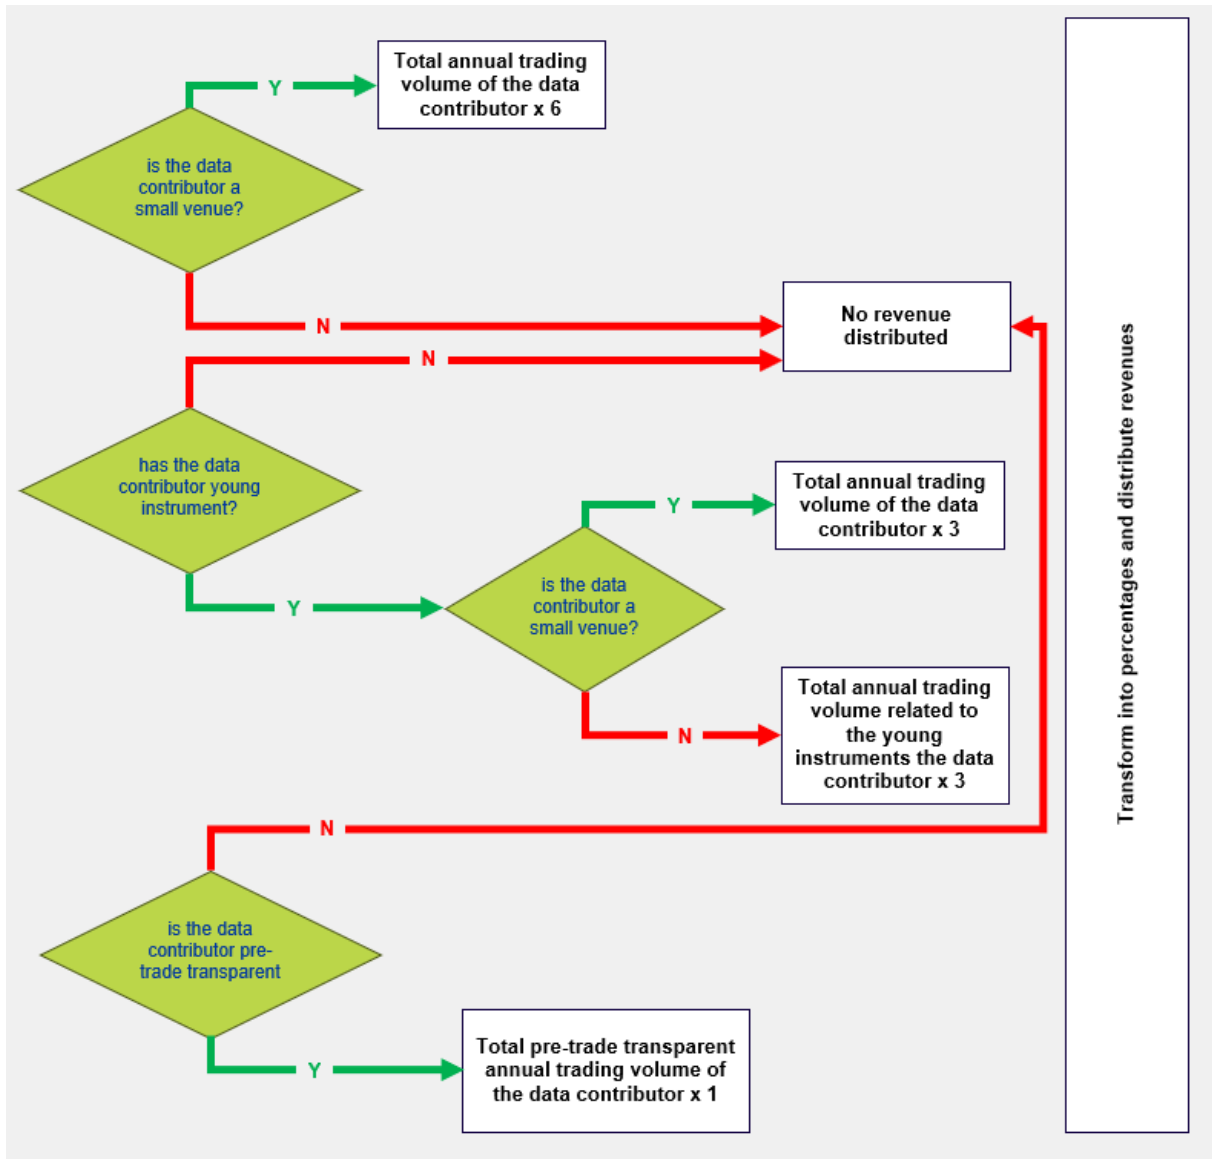 Total annual trading
volume of the data
contributor x 6
Y
is the data
contributor a
small venue?
N
No revenue
distributed
N
has the data
contributor young
instrument?
Y
is the data
contributor a
small venue?
Y
Total annual trading
volume of the data
contributor x 3
N
Total annual trading
volume related to
the young
instruments the data
contributor x 3
N
is the data
contributor pre-
trade transparent
Y
Total pre-trade transparent
annual trading volume of
the data contributor x 1
Transform into percentages and distribute revenues